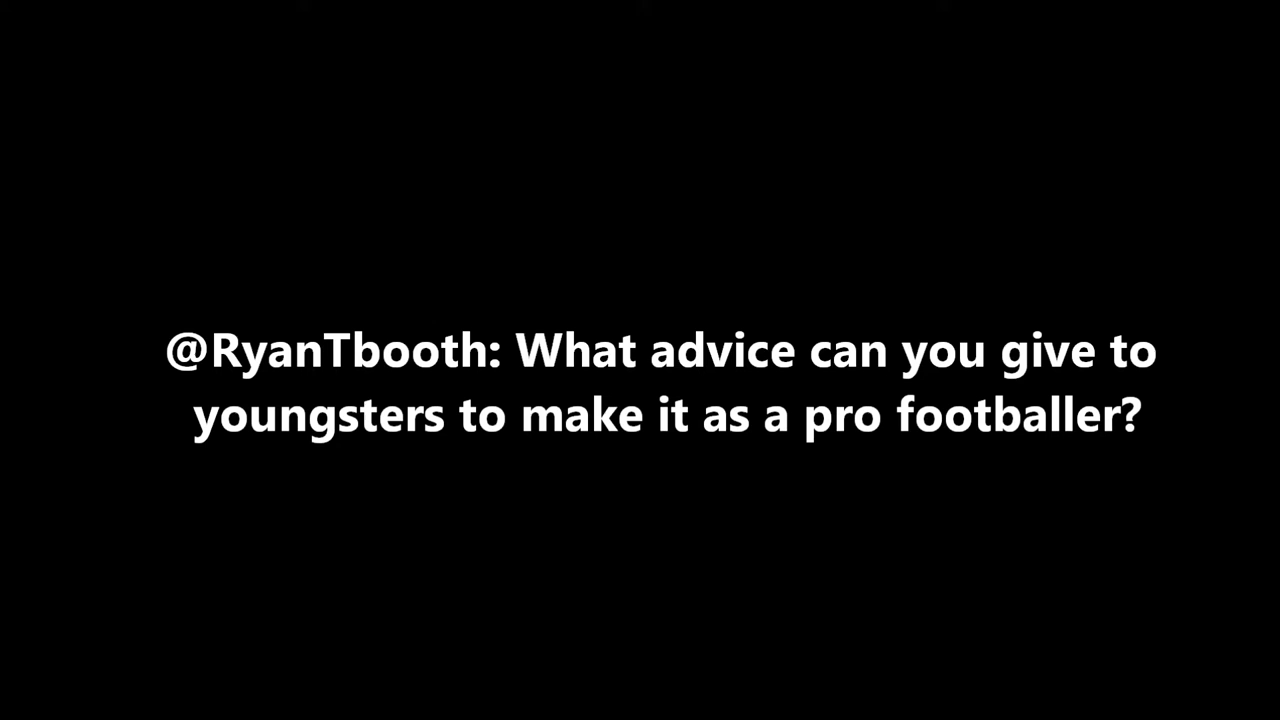 @RyanTbooth: What advice can you give to
youngsters to make it as a pro footballer?